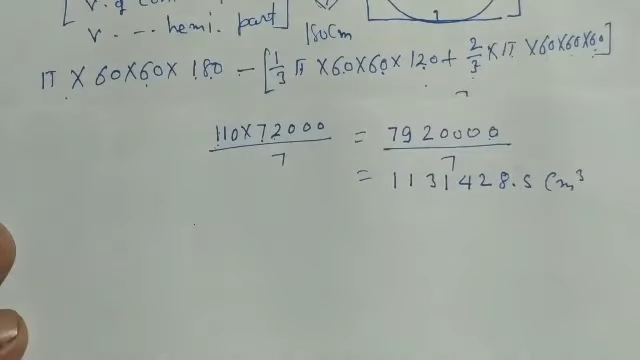 V. of con
V. -- hemi. part] 180cm
π × 60×60× 180 - [1/3 π ×60×60× 120 + 2/3 × π ×60×60×60]
110×72000/7 = 7920000/7
= 1131428.5 Cm³